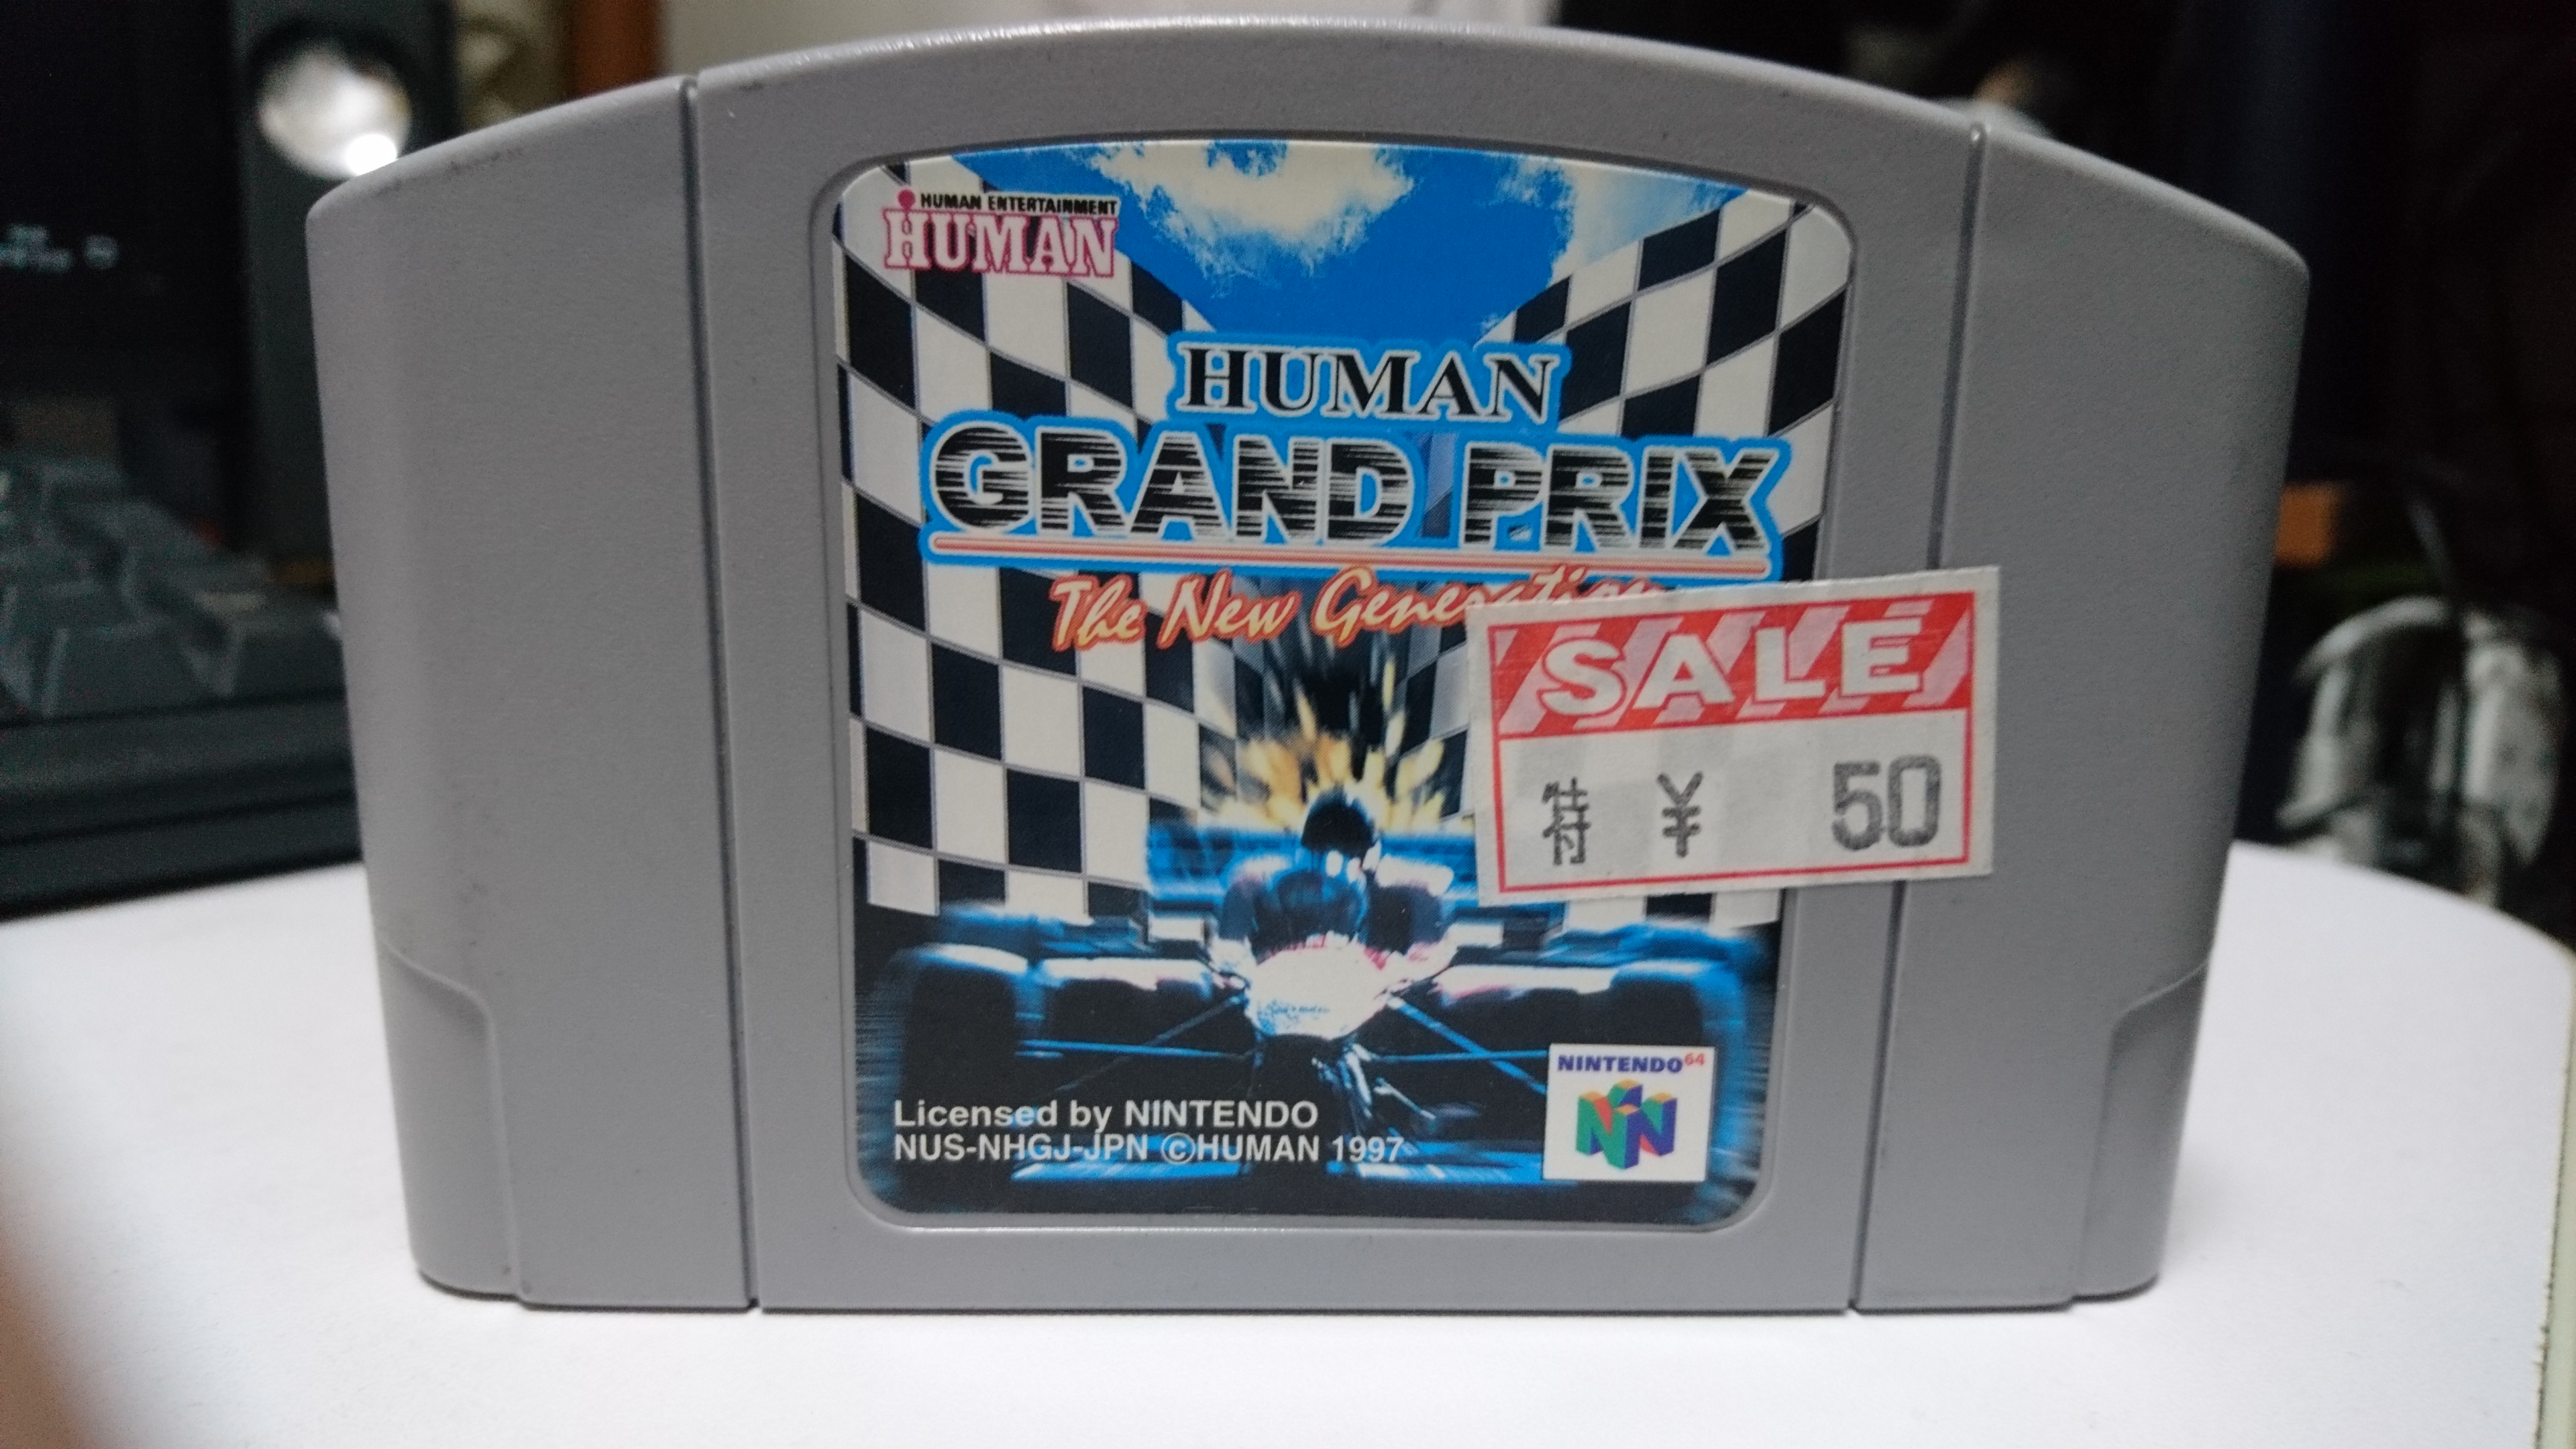 HUMAN ENTERTAINMENT
HUMAN
HUMAN
GRAND PRIX
The New Generation
SALE
¥ 50
NINTENDO64
Licensed by NINTENDO
NUS-NHGJ-JPN ©HUMAN 1997